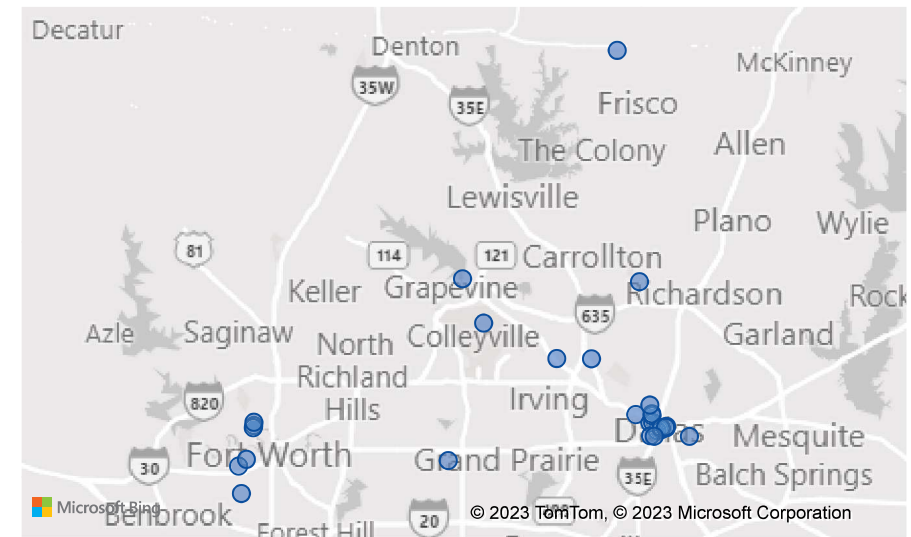 Decatur
Denton
McKinney
35W
35E
Frisco
The Colony
Allen
Lewisville
Plano
Wylie
81
114
121
Carrollton
Keller
Grapevine
Richardson
Rock
635
Azle
Saginaw
North
Richland
Hills
Colleyville
Garland
820
Irving
Dallas
Mesquite
Fort Worth
30
Grand Prairie
35E
Balch Springs
Microsoft Bing
Benbrook
Forest Hill
20
© 2023 TomTom, © 2023 Microsoft Corporation